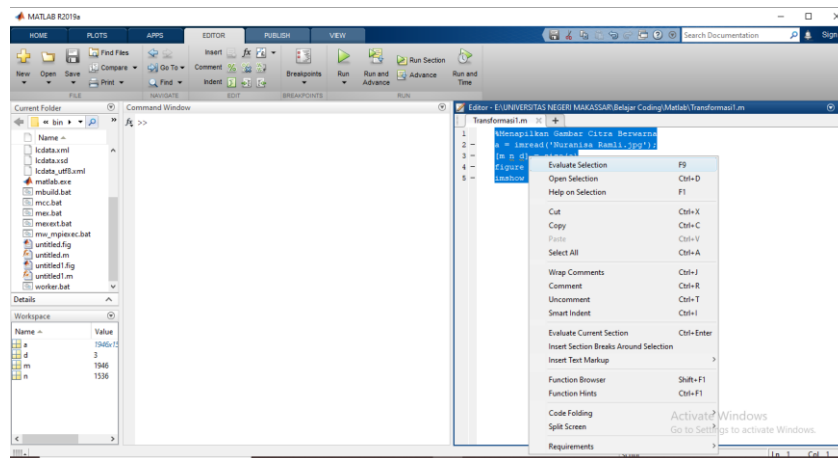 MATLAB R2019a
HOME PLOTS APPS EDITOR PUBLISH VIEW Search Documentation Sign
New Open Save Find Files Compare Print Go To Find Insert Comment Indent fx Breakpoints Run Run and Advance Run Section Advance Run and Time
FILE NAVIGATE EDIT BREAKPOINTS RUN
Current Folder
« bin »
Name
lcdata.xml
lcdata.xsd
lcdata_utf8.xml
matlab.exe
mbuild.bat
mcc.bat
mex.bat
mexext.bat
mw_mpiexec.bat
untitled.fig
untitled.m
untitled1.fig
untitled1.m
worker.bat
Details
Workspace
Name Value
a 1946x15
d 3
m 1946
n 1536
Command Window
fx >>
Editor - E:\UNIVERSITAS NEGERI MAKASSAR\Belajar Coding\Matlab\Transformasi1.m
Transformasi1.m × +
1 %Menapilkan Gambar Citra Berwarna
2 - a = imread('Nuranisa Ramli.jpg');
3 - [m n d]
4 - figure
5 - imshow
Evaluate Selection F9
Open Selection Ctrl+D
Help on Selection F1
Cut Ctrl+X
Copy Ctrl+C
Paste Ctrl+V
Select All Ctrl+A
Wrap Comments Ctrl+J
Comment Ctrl+R
Uncomment Ctrl+T
Smart Indent Ctrl+I
Evaluate Current Section Ctrl+Enter
Insert Section Breaks Around Selection
Insert Text Markup
Function Browser Shift+F1
Function Hints Ctrl+F1
Code Folding
Split Screen
Requirements
Activate Windows
Go to Settings to activate Windows.
Ln 1 Col 1